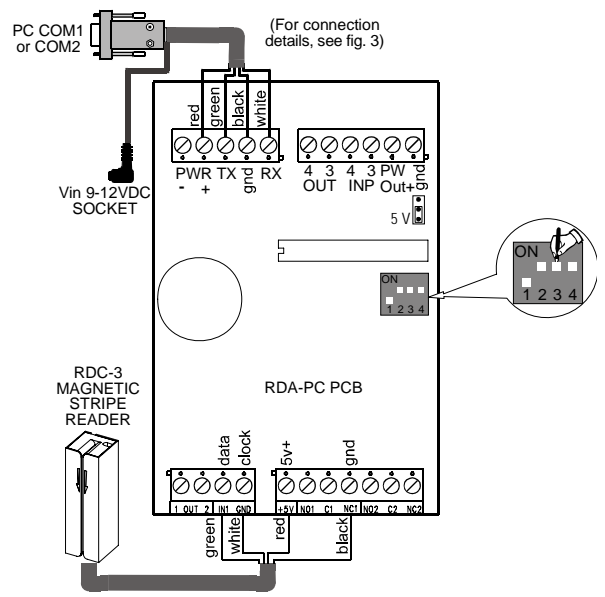 PC COM1
or COM2
(For connection
details, see fig. 3)
red
green
black
white
PWR TX gnd RX
- +
4 3 4 3 PW gnd
OUT INP Out+
5 V
Vin 9-12VDC
SOCKET
ON
1 2 3 4
ON
1 2 3 4
RDC-3
MAGNETIC
STRIPE
READER
RDA-PC PCB
data
clock
5v+
gnd
1 OUT 2 IN1 GND
+5V NO1 C1 NC1 NO2 C2 NC2
green
white
red
black